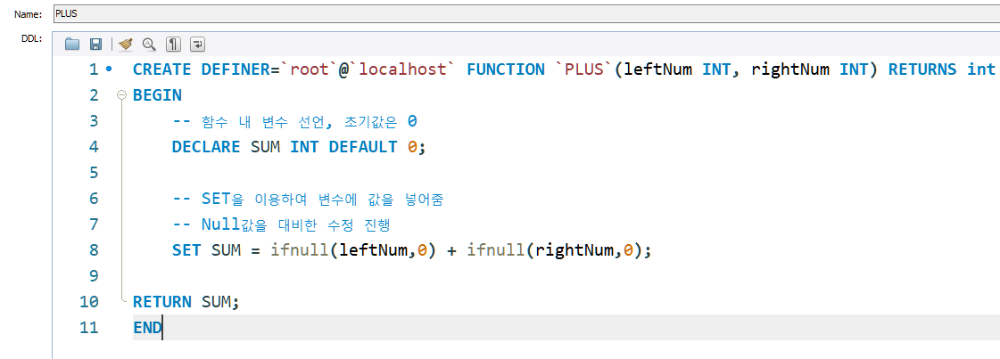 Name: PLUS
DDL:
1 CREATE DEFINER=`root`@`localhost` FUNCTION `PLUS`(leftNum INT, rightNum INT) RETURNS int
2 BEGIN
3 -- 함수 내 변수 선언, 초기값은 0
4 DECLARE SUM INT DEFAULT 0;
5
6 -- SET을 이용하여 변수에 값을 넣어줌
7 -- Null값을 대비한 수정 진행
8 SET SUM = ifnull(leftNum,0) + ifnull(rightNum,0);
9
10 RETURN SUM;
11 END